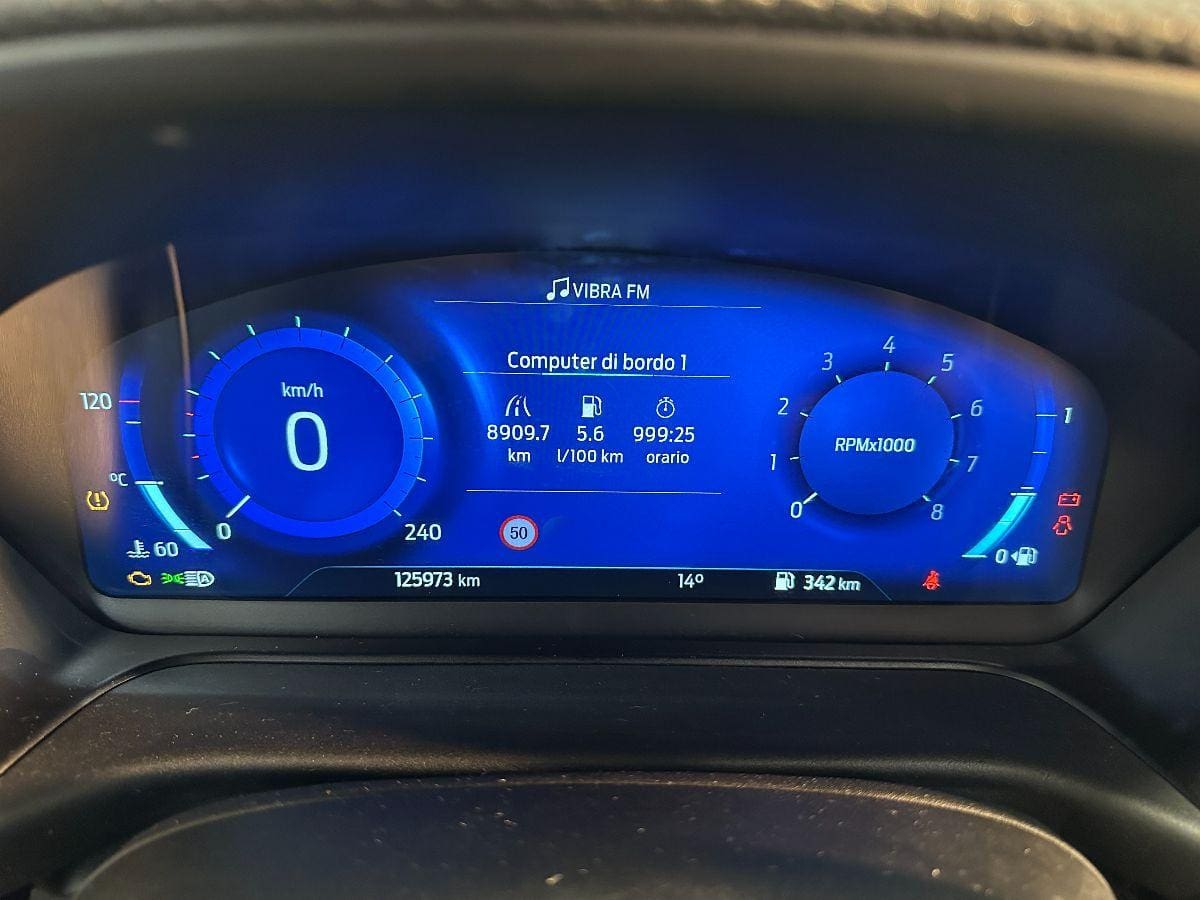 VIBRA FM
Computer di bordo 1
8909.7 5.6 999:25
km l/100 km orario
km/h
0
0 240
120
°C
60
50
0 1 2 3 4 5 6 7 8
RPMx1000
1
0
A
125973 km 14° 342 km